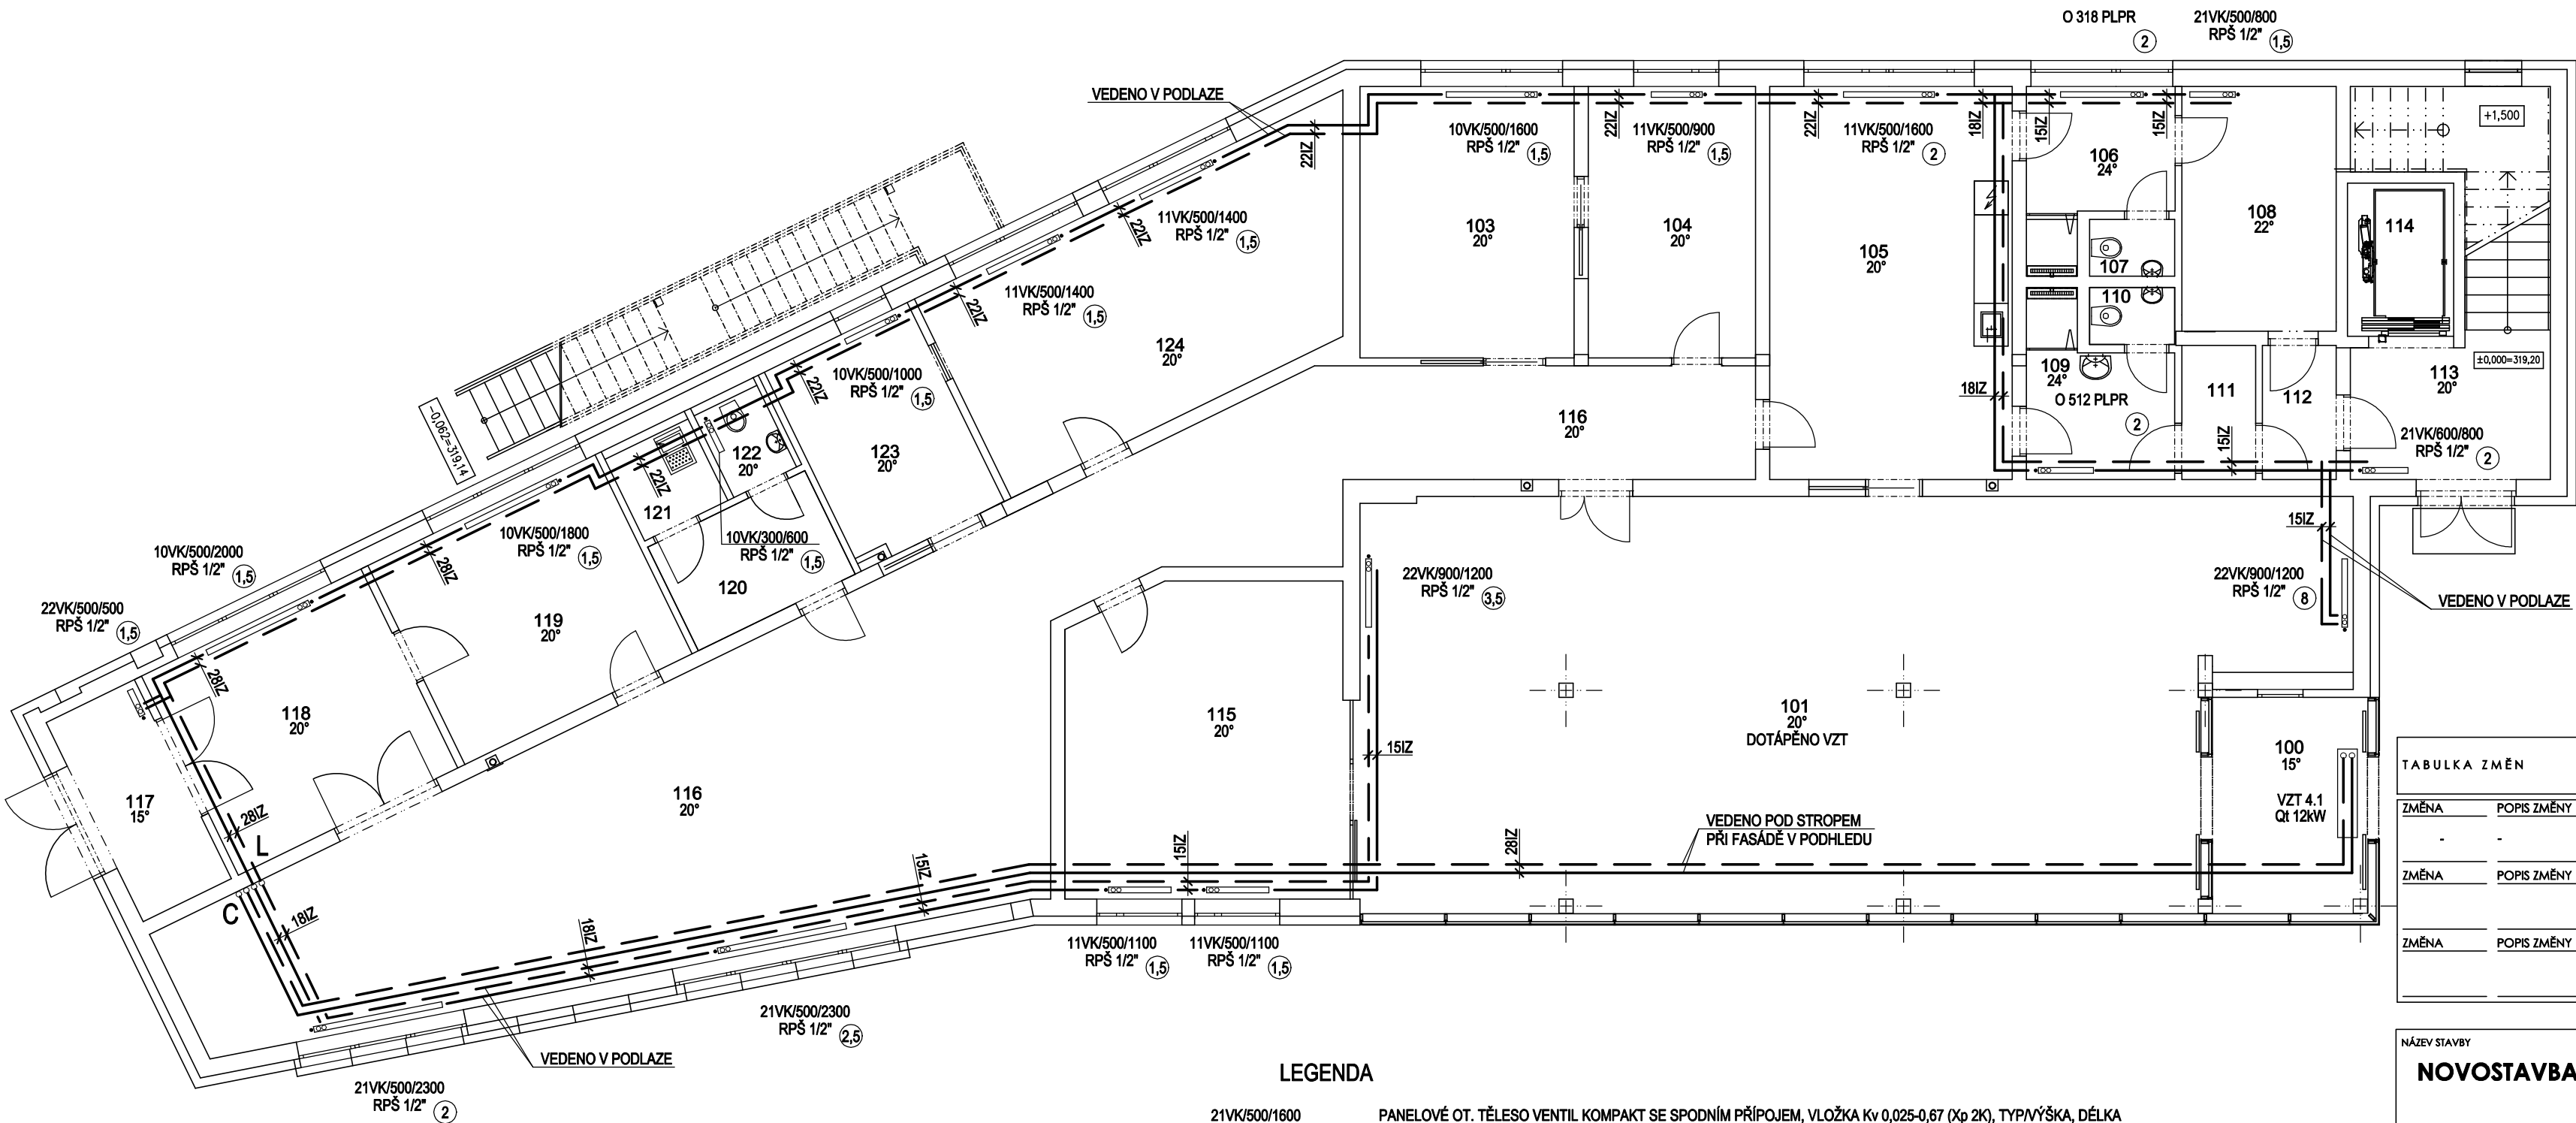 O 318 PLPR
2
21VK/500/800
RPŠ 1/2" 1,5
VEDENO V PODLAZE
22IZ
10VK/500/1600
RPŠ 1/2" 1,5
22IZ
11VK/500/900
RPŠ 1/2" 1,5
22IZ
11VK/500/1600
RPŠ 1/2" 2
18IZ
15IZ
15IZ
+1,500
106
24°
103
20°
104
20°
105
20°
108
22°
114
107
110
11VK/500/1400
RPŠ 1/2" 1,5
22IZ
11VK/500/1400
RPŠ 1/2" 1,5
22IZ
124
20°
10VK/500/1000
RPŠ 1/2" 1,5
22IZ
22IZ
±0,000=319,20
109
24°
O 512 PLPR
2
111
112
113
20°
18IZ
116
20°
15IZ
21VK/600/800
RPŠ 1/2" 2
-0,062=319,14
122
20°
123
20°
22IZ
121
10VK/300/600
RPŠ 1/2" 1,5
120
10VK/500/1800
RPŠ 1/2" 1,5
28IZ
10VK/500/2000
RPŠ 1/2" 1,5
22VK/500/500
RPŠ 1/2" 1,5
28IZ
119
20°
118
20°
117
15°
28IZ
L
C
18IZ
15IZ
22VK/900/1200
RPŠ 1/2" 3,5
22VK/900/1200
RPŠ 1/2" 8
VEDENO V PODLAZE
115
20°
101
20°
DOTÁPĚNO VZT
15IZ
100
15°
VZT 4.1
Qt 12kW
116
20°
VEDENO POD STROPEM
PŘI FASÁDĚ V PODHLEDU
28IZ
15IZ
15IZ
18IZ
11VK/500/1100
RPŠ 1/2" 1,5
11VK/500/1100
RPŠ 1/2" 1,5
21VK/500/2300
RPŠ 1/2" 2,5
VEDENO V PODLAZE
21VK/500/2300
RPŠ 1/2" 2
TABULKA ZMĚN
ZMĚNA POPIS ZMĚNY
- -
ZMĚNA POPIS ZMĚNY
ZMĚNA POPIS ZMĚNY
NÁZEV STAVBY
NOVOSTAVBA
LEGENDA
21VK/500/1600 PANELOVÉ OT. TĚLESO VENTIL KOMPAKT SE SPODNÍM PŘÍPOJEM, VLOŽKA Kv 0,025-0,67 (Xp 2K), TYP/VÝŠKA, DÉLKA